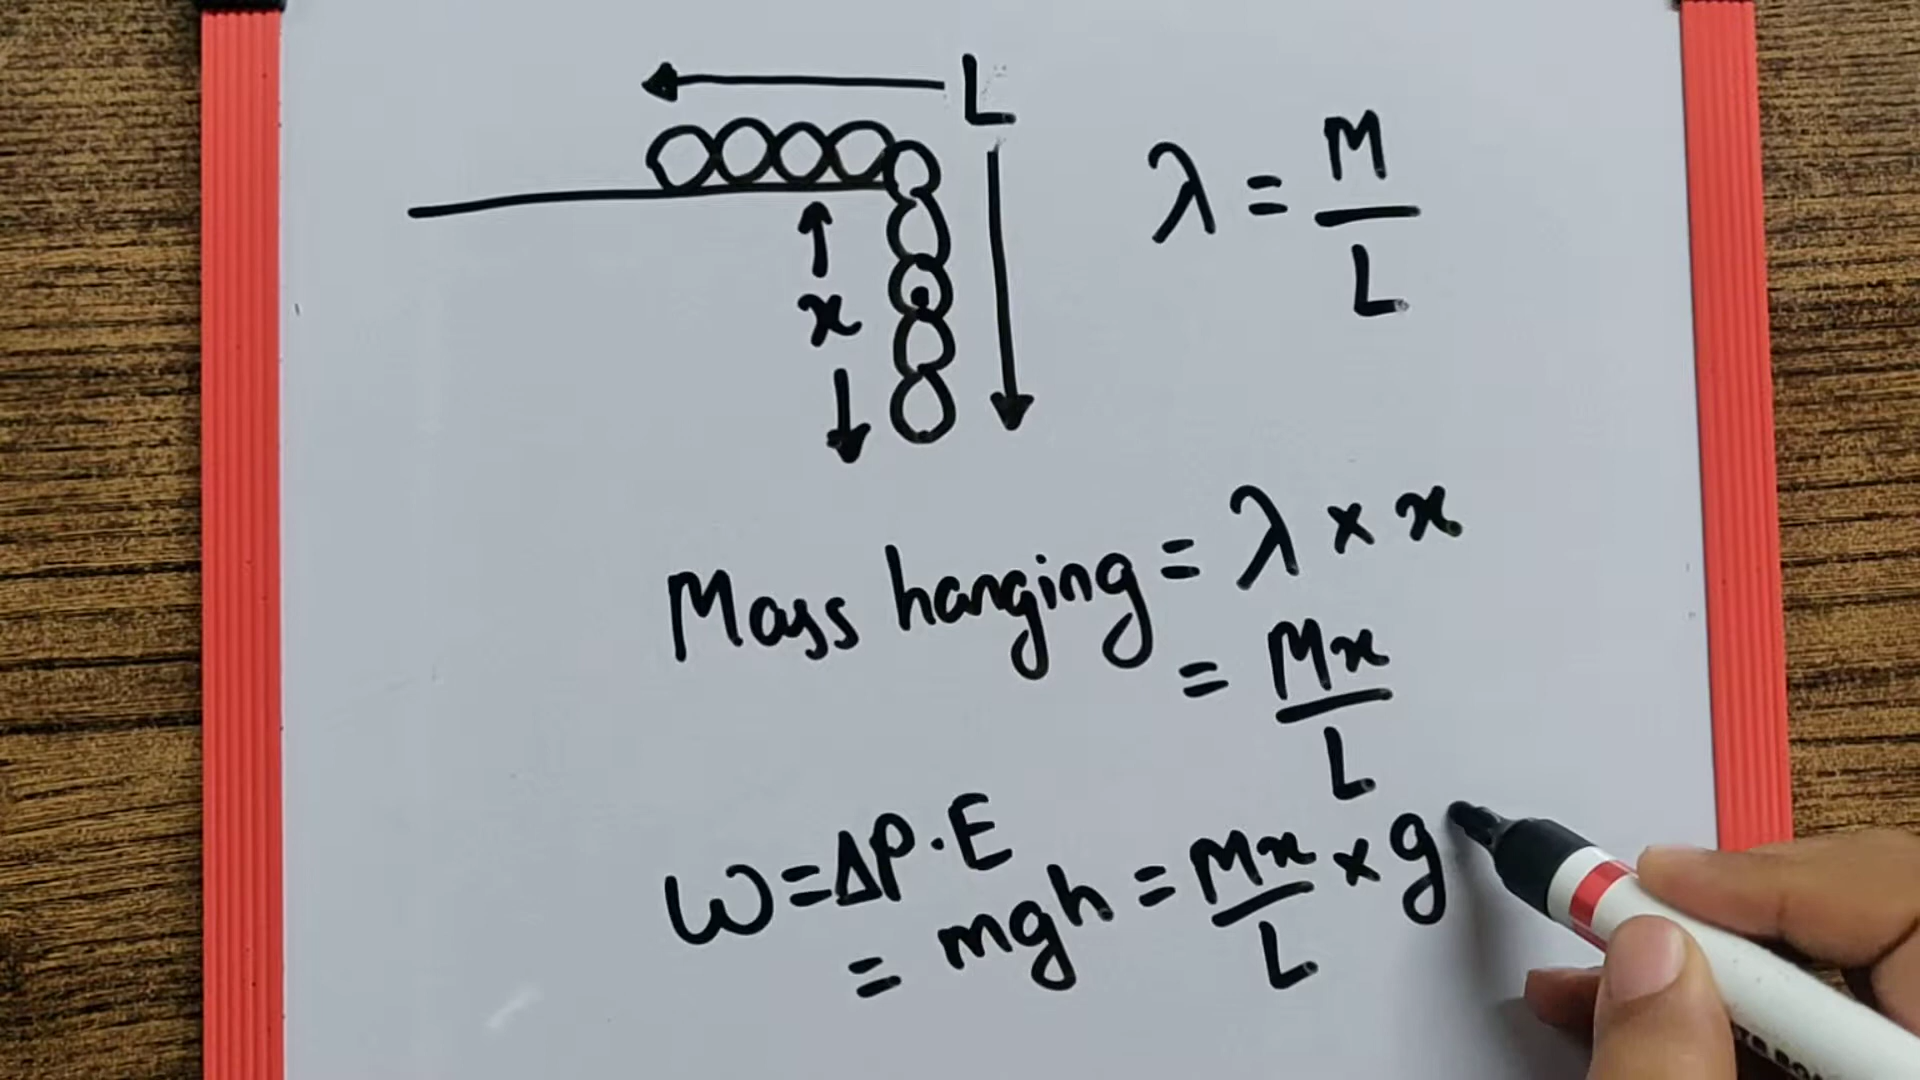 L
λ = M/L
x
Mass hanging = λ × x
= Mx/L
W = ΔP.E
= mgh = Mx/L × g